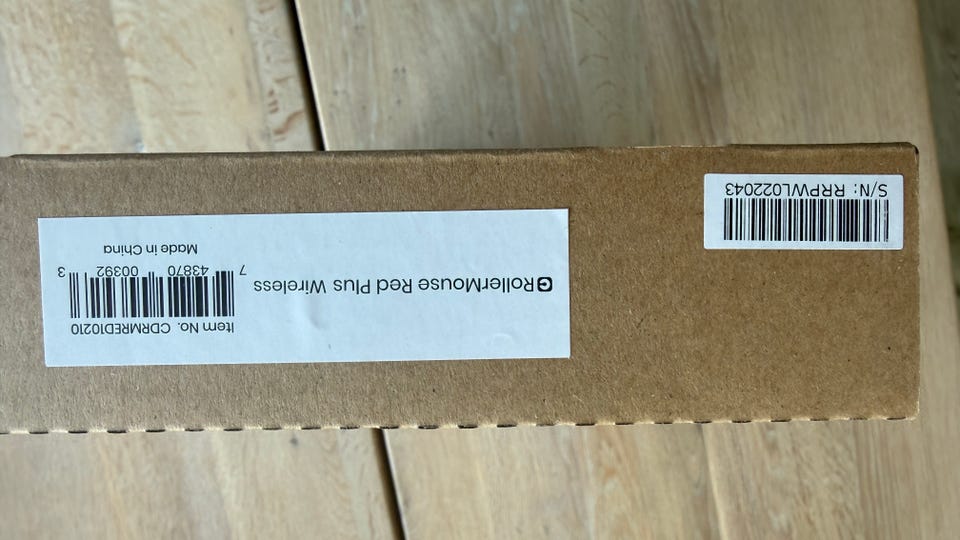 S/N: RRPWL022043
RollerMouse Red Plus Wireless
Item No. CDRMRED10210
7 43870 00392 3
Made in China